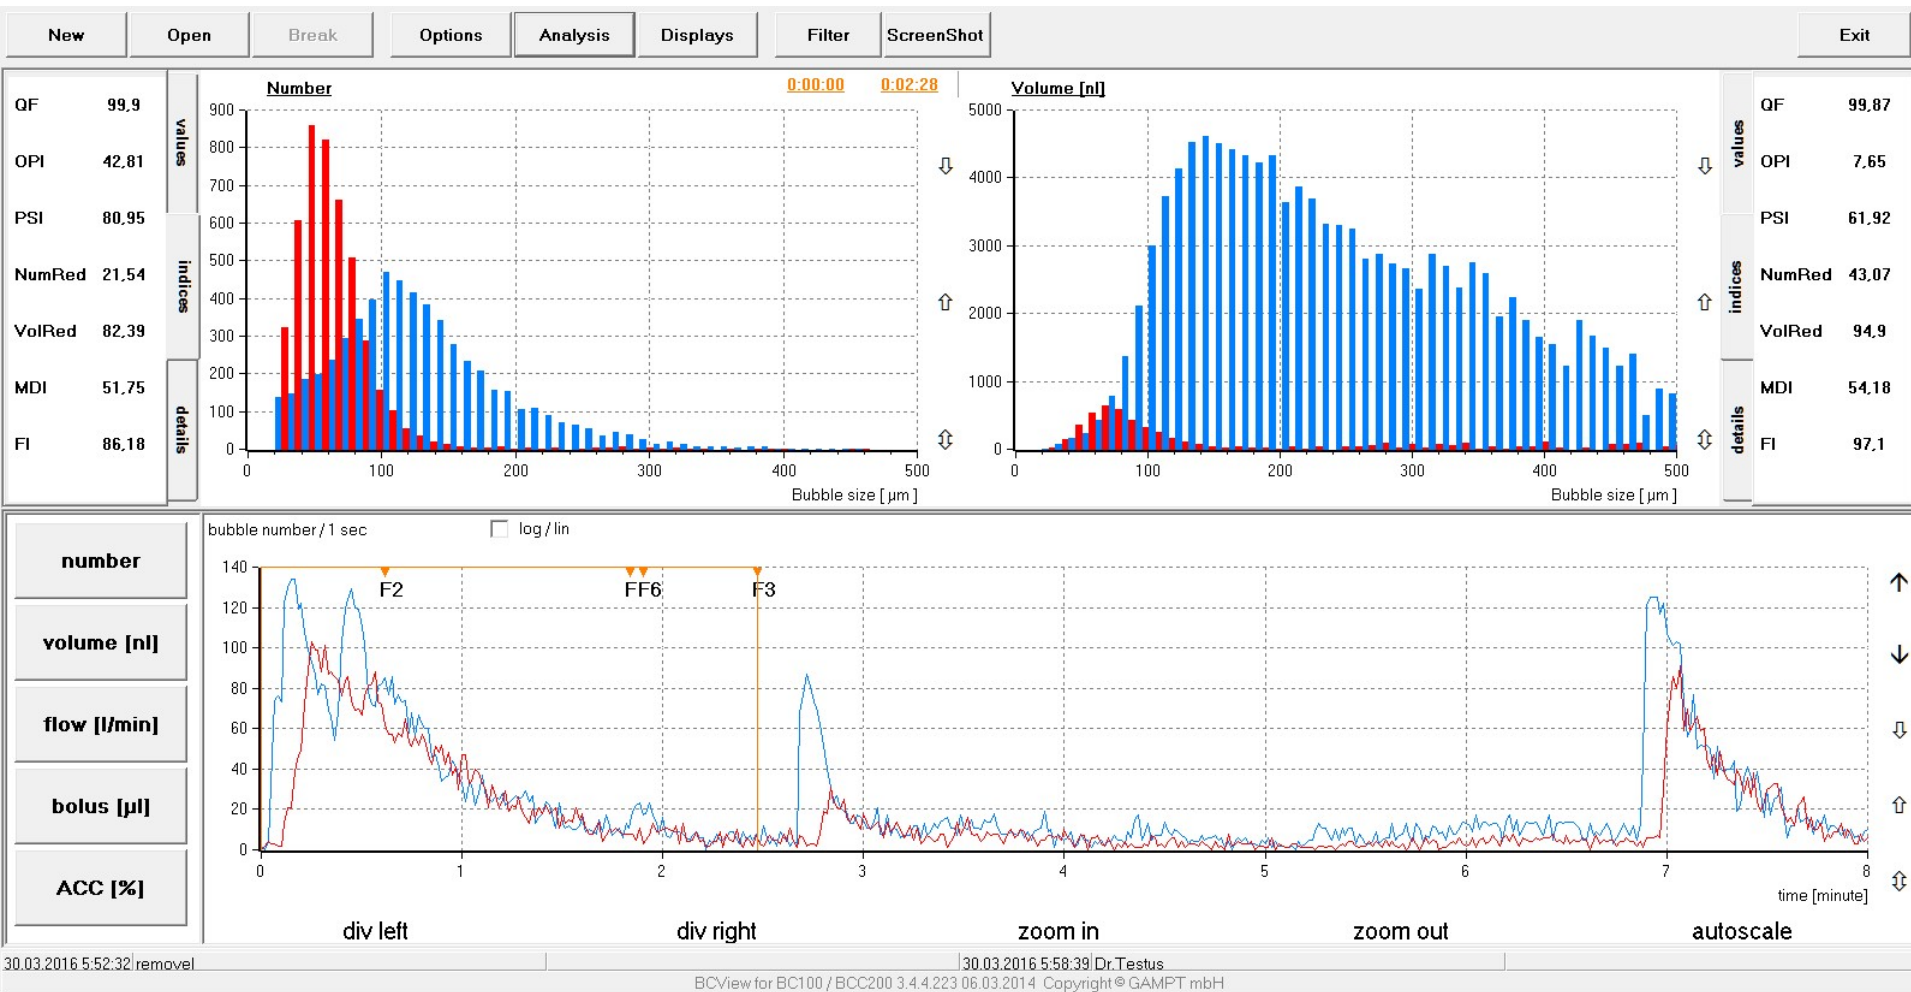 New Open Break Options Analysis Displays Filter ScreenShot Exit
QF 99,9
OPI 42,81
PSI 80,95
NumRed 21,54
VolRed 82,39
MDI 51,75
FI 86,18
values
indices
details
Number 0:00:00 0:02:28
900
800
700
600
500
400
300
200
100
0
0 100 200 300 400 500
Bubble size [ µm ]
Volume [nl]
5000
4000
3000
2000
1000
0
0 100 200 300 400 500
Bubble size [ µm ]
values
indices
details
QF 99,87
OPI 7,65
PSI 61,92
NumRed 43,07
VolRed 94,9
MDI 54,18
FI 97,1
number
volume [nl]
flow [l/min]
bolus [µl]
ACC [%]
bubble number / 1 sec log / lin
F2 FF6 F3
140
120
100
80
60
40
20
0
0 1 2 3 4 5 6 7 8
time [minute]
div left div right zoom in zoom out autoscale
30.03.2016 5:52:32 removel 30.03.2016 5:58:39 Dr.Testus
BCView for BC100 / BCC200 3.4.4.223 06.03.2014 Copyright © GAMPT mbH